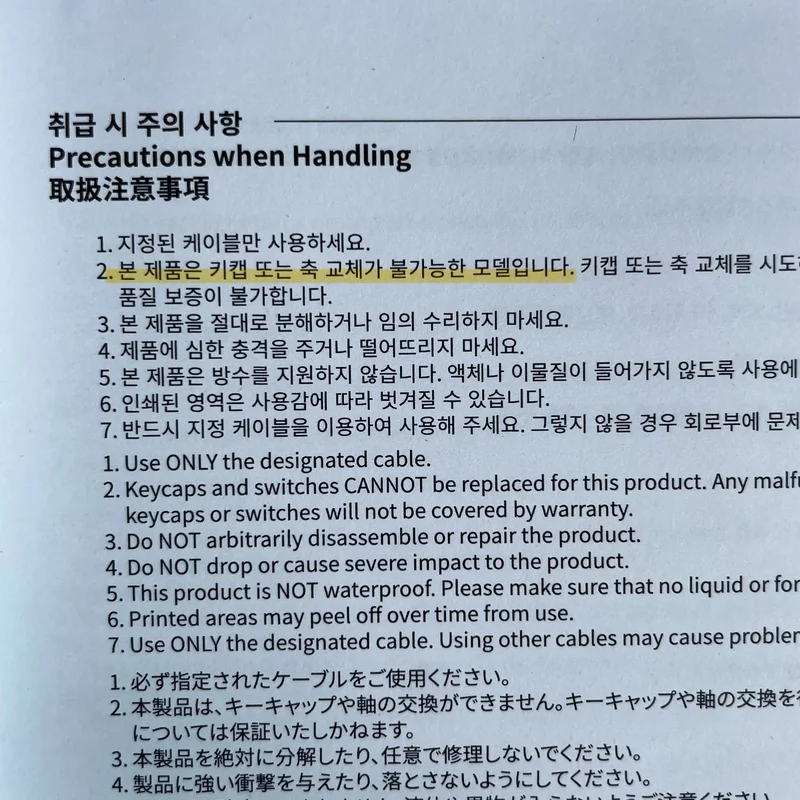 취급 시 주의 사항
Precautions when Handling
取扱注意事項
1. 지정된 케이블만 사용하세요.
2. 본 제품은 키캡 또는 축 교체가 불가능한 모델입니다. 키캡 또는 축 교체를 시도
품질 보증이 불가합니다.
3. 본 제품을 절대로 분해하거나 임의 수리하지 마세요.
4. 제품에 심한 충격을 주거나 떨어뜨리지 마세요.
5. 본 제품은 방수를 지원하지 않습니다. 액체나 이물질이 들어가지 않도록 사용에
6. 인쇄된 영역은 사용감에 따라 벗겨질 수 있습니다.
7. 반드시 지정 케이블을 이용하여 사용해 주세요. 그렇지 않을 경우 회로부에 문제
1. Use ONLY the designated cable.
2. Keycaps and switches CANNOT be replaced for this product. Any malfu
keycaps or switches will not be covered by warranty.
3. Do NOT arbitrarily disassemble or repair the product.
4. Do NOT drop or cause severe impact to the product.
5. This product is NOT waterproof. Please make sure that no liquid or for
6. Printed areas may peel off over time from use.
7. Use ONLY the designated cable. Using other cables may cause problem
1. 必ず指定されたケーブルをご使用ください。
2. 本製品は、キーキャップや軸の交換ができません。キーキャップや軸の交換を
については保証いたしかねます。
3. 本製品を絶対に分解したり、任意で修理しないでください。
4. 製品に強い衝撃を与えたり、落とさないようにしてください。